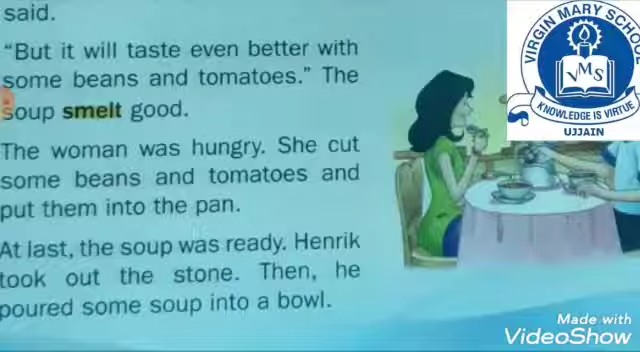 said.
“But it will taste even better with
some beans and tomatoes.” The
soup smelt good.
The woman was hungry. She cut
some beans and tomatoes and
put them into the pan.
At last, the soup was ready. Henrik
took out the stone. Then, he
poured some soup into a bowl.
VIRGIN MARY SCHOOL
VMS
KNOWLEDGE IS VIRTUE
UJJAIN
Made with
VideoShow